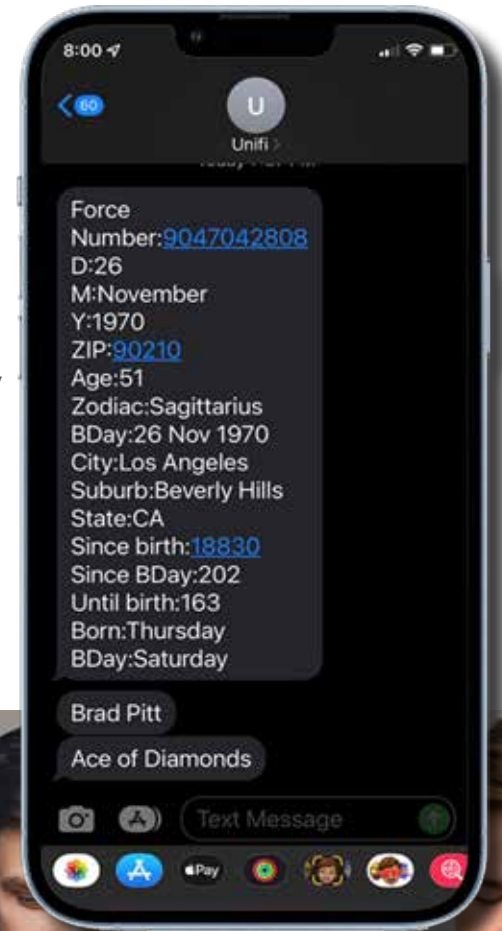 8:00
60
U
Unifi
Force
Number:9047042808
D:26
M:November
Y:1970
ZIP:90210
Age:51
Zodiac:Sagittarius
BDay:26 Nov 1970
City:Los Angeles
Suburb:Beverly Hills
State:CA
Since birth:18830
Since BDay:202
Until birth:163
Born:Thursday
BDay:Saturday
Brad Pitt
Ace of Diamonds
Text Message
Pay